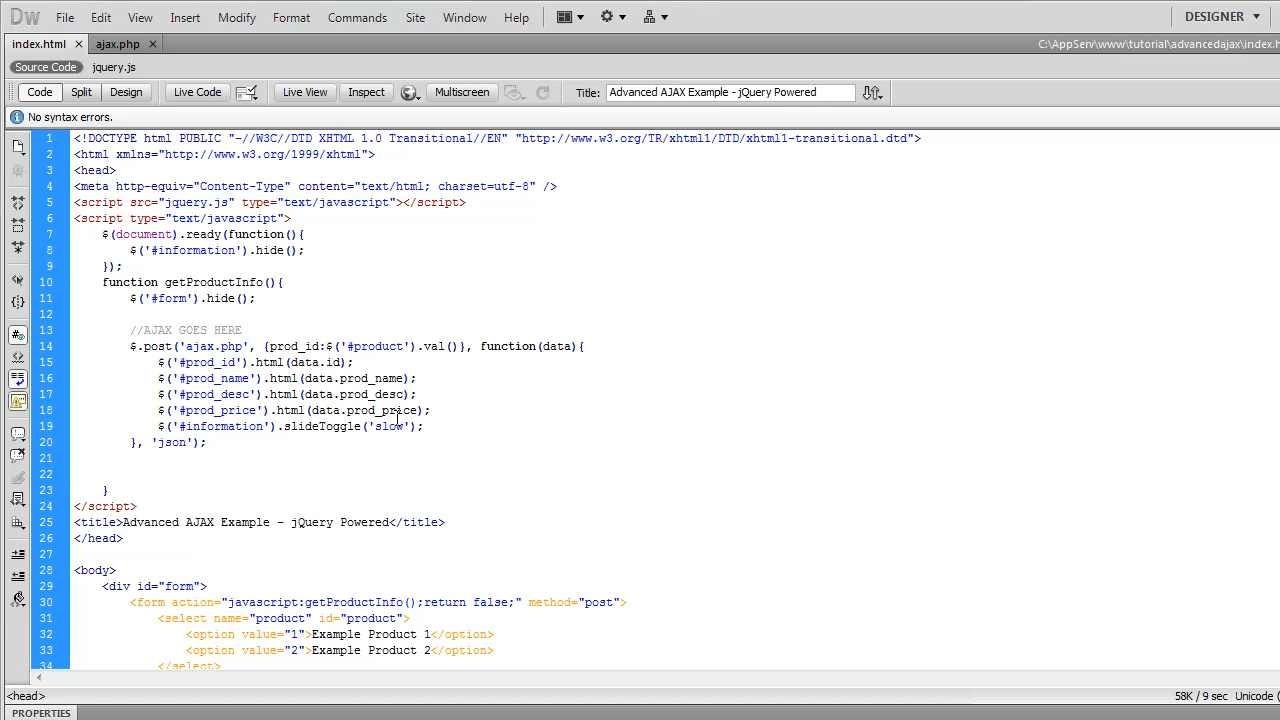 Dw File Edit View Insert Modify Format Commands Site Window Help DESIGNER
index.html ajax.php C:\AppServ\www\tutorial\advancedajax\index.h
Source Code jquery.js
Code Split Design Live Code Live View Inspect Multiscreen Title: Advanced AJAX Example - jQuery Powered
No syntax errors.
1 <!DOCTYPE html PUBLIC "-//W3C//DTD XHTML 1.0 Transitional//EN" "http://www.w3.org/TR/xhtml1/DTD/xhtml1-transitional.dtd">
2 <html xmlns="http://www.w3.org/1999/xhtml">
3 <head>
4 <meta http-equiv="Content-Type" content="text/html; charset=utf-8" />
5 <script src="jquery.js" type="text/javascript"></script>
6 <script type="text/javascript">
7 $(document).ready(function(){
8 $('#information').hide();
9 });
10 function getProductInfo(){
11 $('#form').hide();
12
13 //AJAX GOES HERE
14 $.post('ajax.php', {prod_id:$('#product').val()}, function(data){
15 $('#prod_id').html(data.id);
16 $('#prod_name').html(data.prod_name);
17 $('#prod_desc').html(data.prod_desc);
18 $('#prod_price').html(data.prod_price);
19 $('#information').slideToggle('slow');
20 }, 'json');
21
22
23 }
24 </script>
25 <title>Advanced AJAX Example - jQuery Powered</title>
26 </head>
27
28 <body>
29 <div id="form">
30 <form action="javascript:getProductInfo();return false;" method="post">
31 <select name="product" id="product">
32 <option value="1">Example Product 1</option>
33 <option value="2">Example Product 2</option>
34 </select>
<head> 58K / 9 sec Unicode (
PROPERTIES